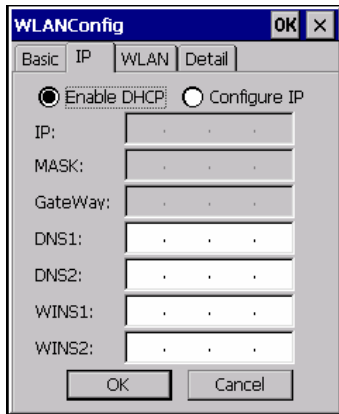 WLANConfig OK ×
Basic IP WLAN Detail
Enable DHCP Configure IP
IP: . . .
MASK: . . .
GateWay: . . .
DNS1: . . .
DNS2: . . .
WINS1: . . .
WINS2: . . .
OK Cancel